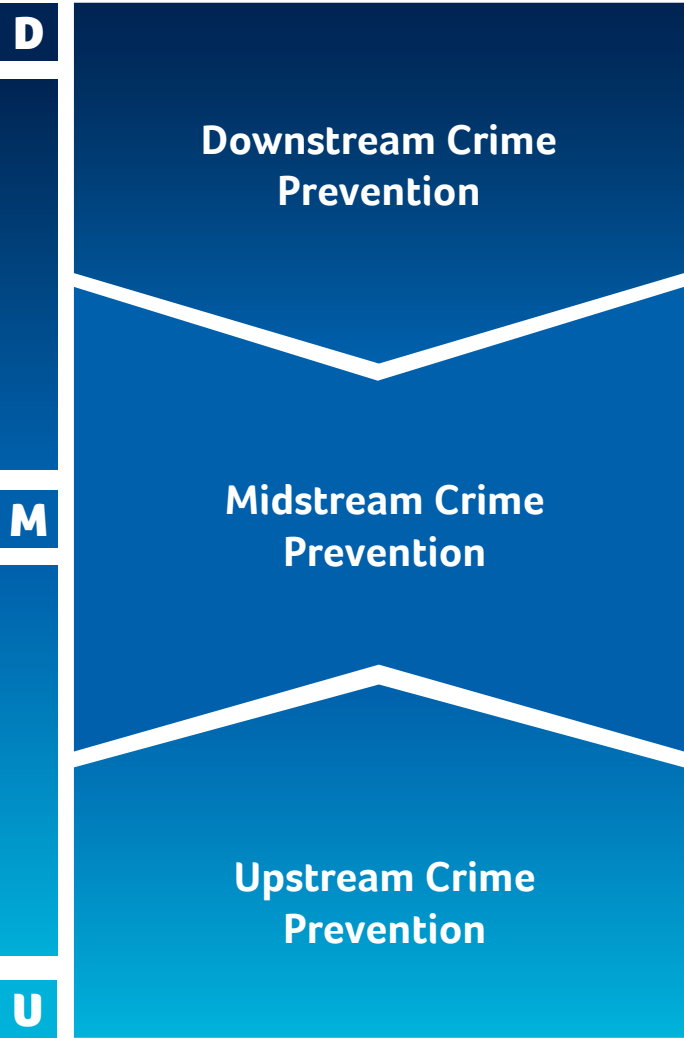 D
Downstream Crime
Prevention
M
Midstream Crime
Prevention
Upstream Crime
Prevention
U